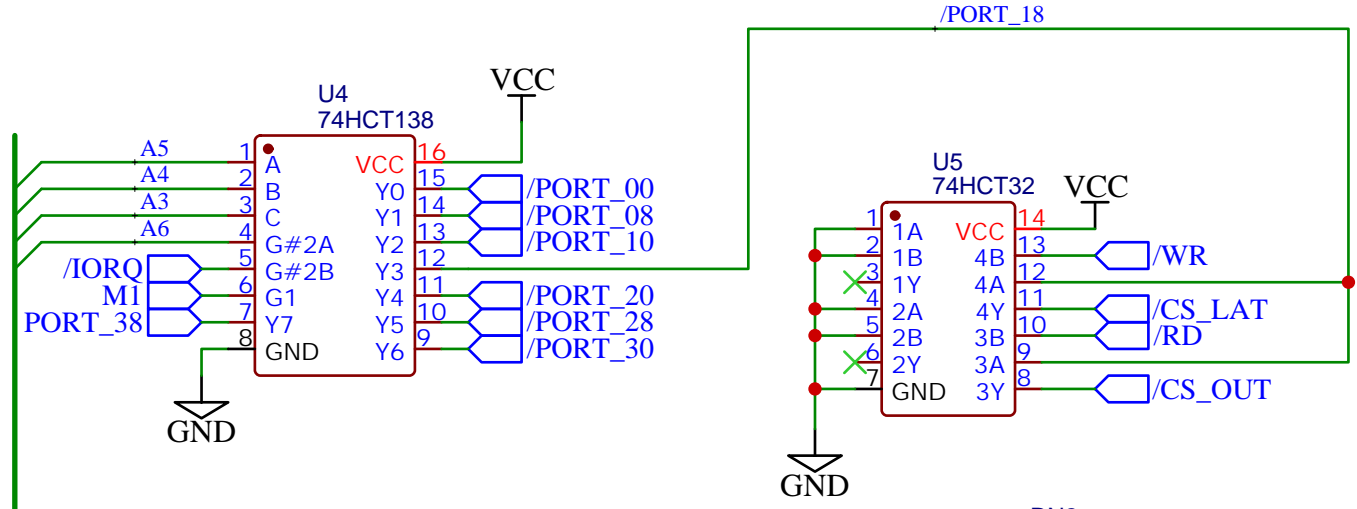 /PORT_18
VCC
U4
74HCT138
A5
1
A
VCC
16
A4
2
B
Y0
15
/PORT_00
A3
3
C
Y1
14
/PORT_08
A6
4
G#2A
Y2
13
/PORT_10
/IORQ
5
G#2B
Y3
12
M1
6
G1
Y4
11
/PORT_20
PORT_38
7
Y7
Y5
10
/PORT_28
8
GND
Y6
9
/PORT_30
GND
U5
74HCT32
VCC
1
1A
VCC
14
2
1B
4B
13
/WR
3
1Y
4A
12
4
2A
4Y
11
/CS_LAT
5
2B
3B
10
/RD
6
2Y
3A
9
7
GND
3Y
8
/CS_OUT
GND